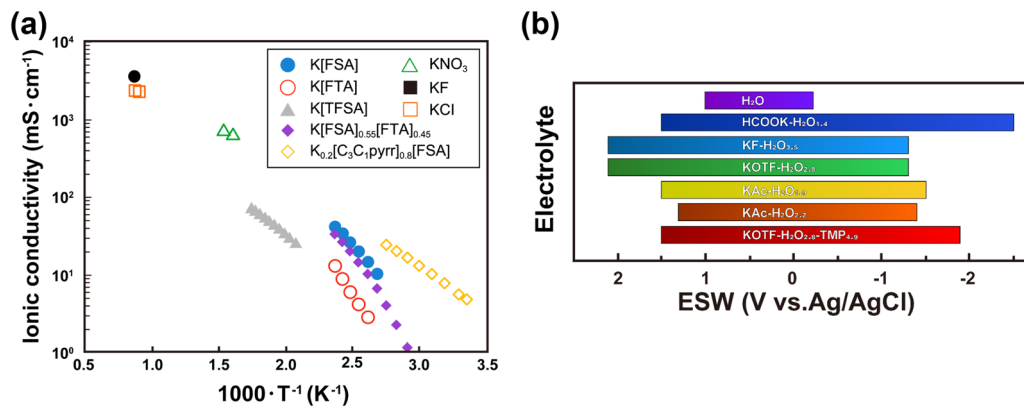 (a)
Ionic conductivity (mS·cm⁻¹)
10⁴
10³
10²
10¹
10⁰
0.5 1.0 1.5 2.0 2.5 3.0 3.5
1000·T⁻¹ (K⁻¹)
K[FSA]
K[FTA]
K[TFSA]
K[FSA]₀.₅₅[FTA]₀.₄₅
K₀.₂[C₃C₁pyrr]₀.₈[FSA]
KNO₃
KF
KCl
(b)
Electrolyte
H₂O
HCOOK-H₂O₁.₄
KF-H₂O₃.₅
KOTF-H₂O₂.₈
KAc-H₂O
KAc-H₂O₂.₂
KOTF-H₂O₂.₈-TMP₄.₉
2 1 0 -1 -2
ESW (V vs.Ag/AgCl)